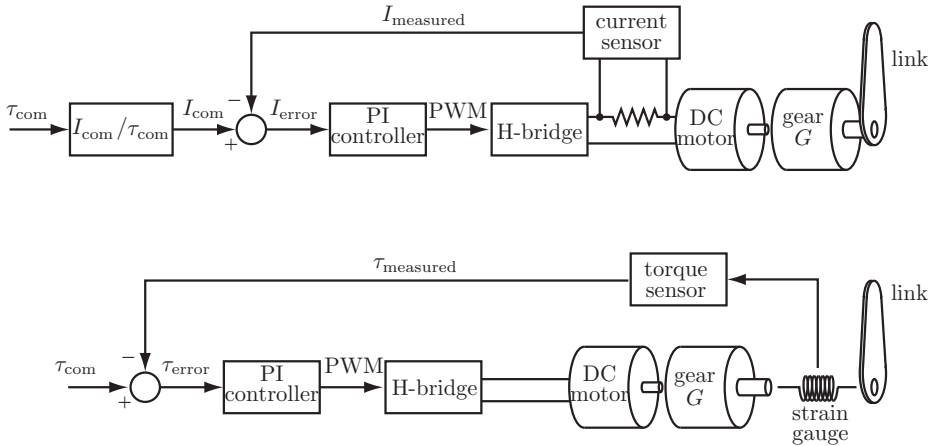 I_measured
current
sensor
link
τ_com
I_com/τ_com
I_com
−
+
I_error
PI
controller
PWM
H-bridge
DC
motor
gear
G
τ_measured
torque
sensor
link
τ_com
−
+
τ_error
PI
controller
PWM
H-bridge
DC
motor
gear
G
strain
gauge